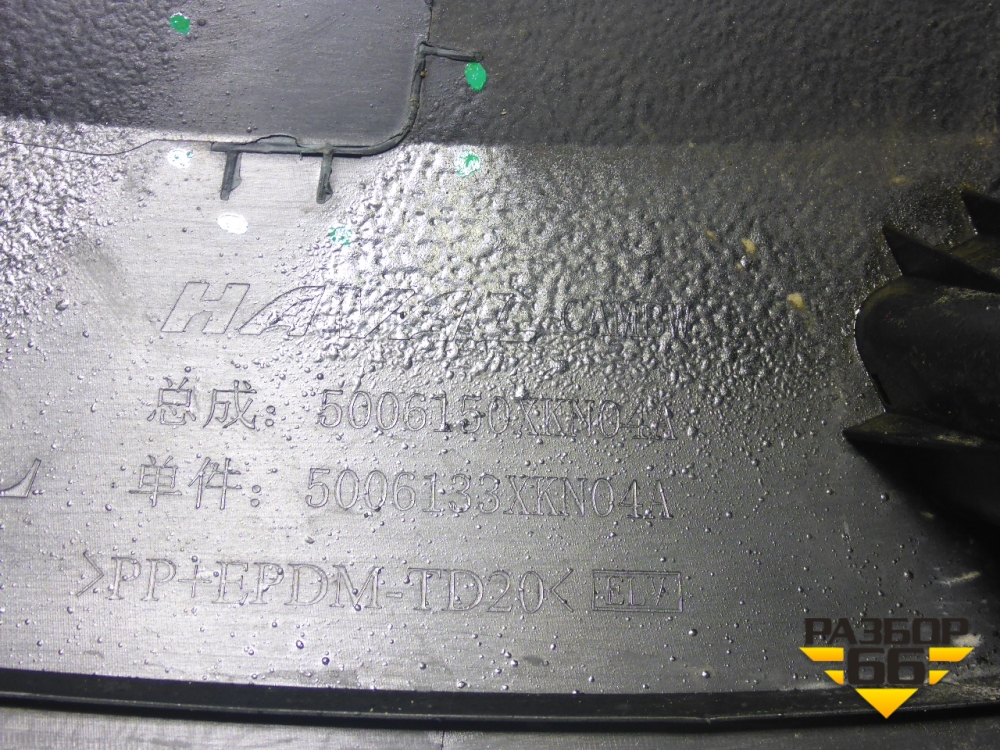 HAVAL
总成: 5006150XKN04A
单件: 5006133XKN04A
>PP+EPDM-TD20< ELV
РАЗБОР
66